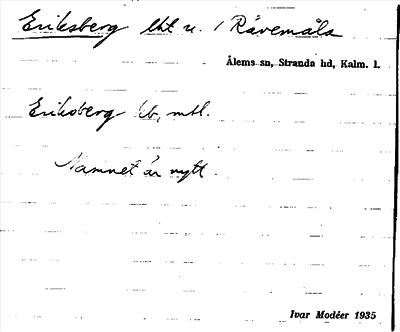 Eriksberg lht u. / Råvemåla
Ålems sn, Stranda hd, Kalm. l.
Eriksberg lb, mtl.
Namnet är nytt.
Ivar Modéer 1935